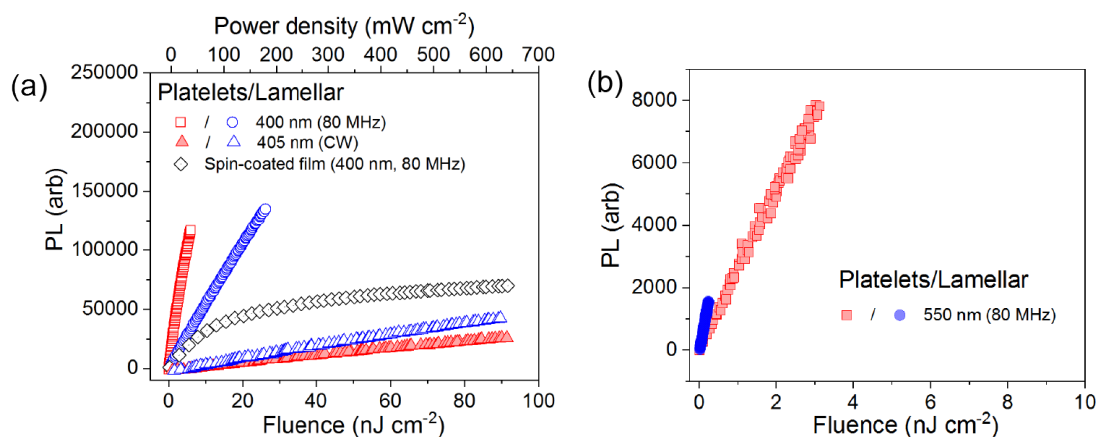 Power density (mW cm⁻²)
0 100 200 300 400 500 600 700
(a)
250000
200000
150000
100000
50000
0
PL (arb)
Platelets/Lamellar
/ 400 nm (80 MHz)
/ 405 nm (CW)
Spin-coated film (400 nm, 80 MHz)
0 20 40 60 80 100
Fluence (nJ cm⁻²)
(b)
8000
6000
4000
2000
0
PL (arb)
Platelets/Lamellar
/ 550 nm (80 MHz)
0 2 4 6 8 10
Fluence (nJ cm⁻²)